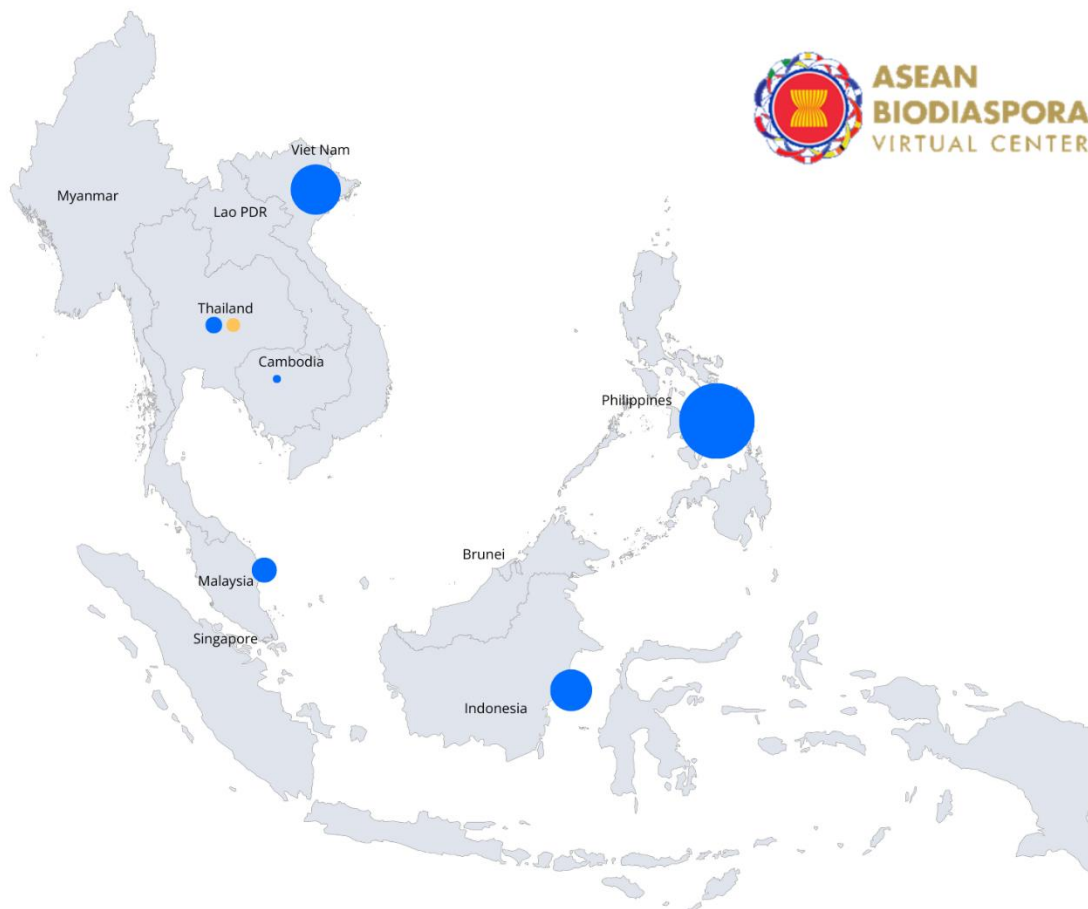 ASEAN
BIODIASPORA
VIRTUAL CENTER
Viet Nam
Myanmar
Lao PDR
Thailand
Cambodia
Philippines
Brunei
Malaysia
Singapore
Indonesia